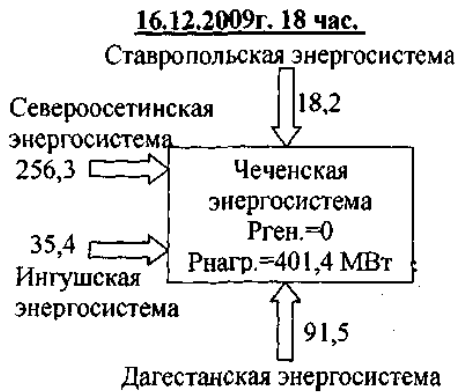 16.12.2009г. 18 час.
Ставропольская энергосистема
18,2
Североосетинская
энергосистема
256,3
Чеченская
энергосистема
Рген.=0
Рнагр.=401,4 МВт
35,4
Ингушская
энергосистема
91,5
Дагестанская энергосистема